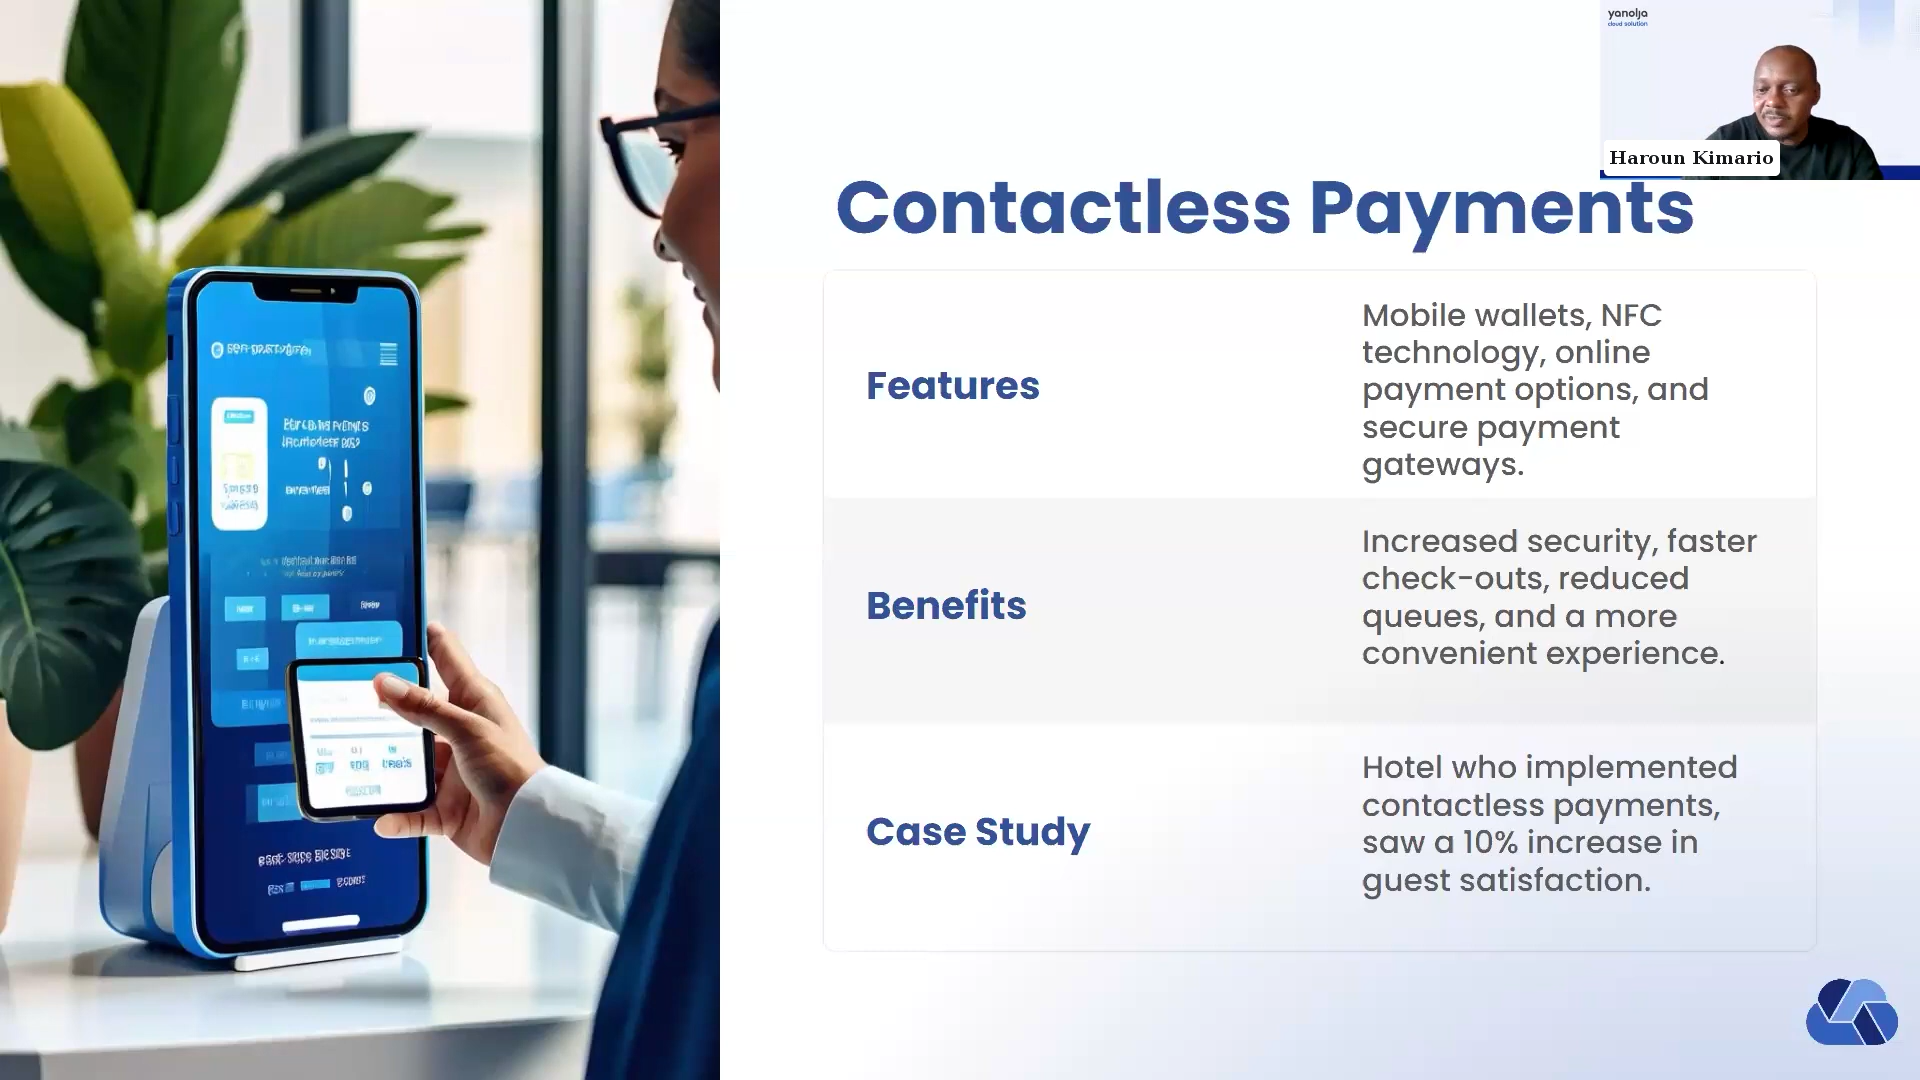 yanolja
cloud solution
Haroun Kimario
Contactless Payments
Features
Mobile wallets, NFC
technology, online
payment options, and
secure payment
gateways.
Benefits
Increased security, faster
check-outs, reduced
queues, and a more
convenient experience.
Case Study
Hotel who implemented
contactless payments,
saw a 10% increase in
guest satisfaction.